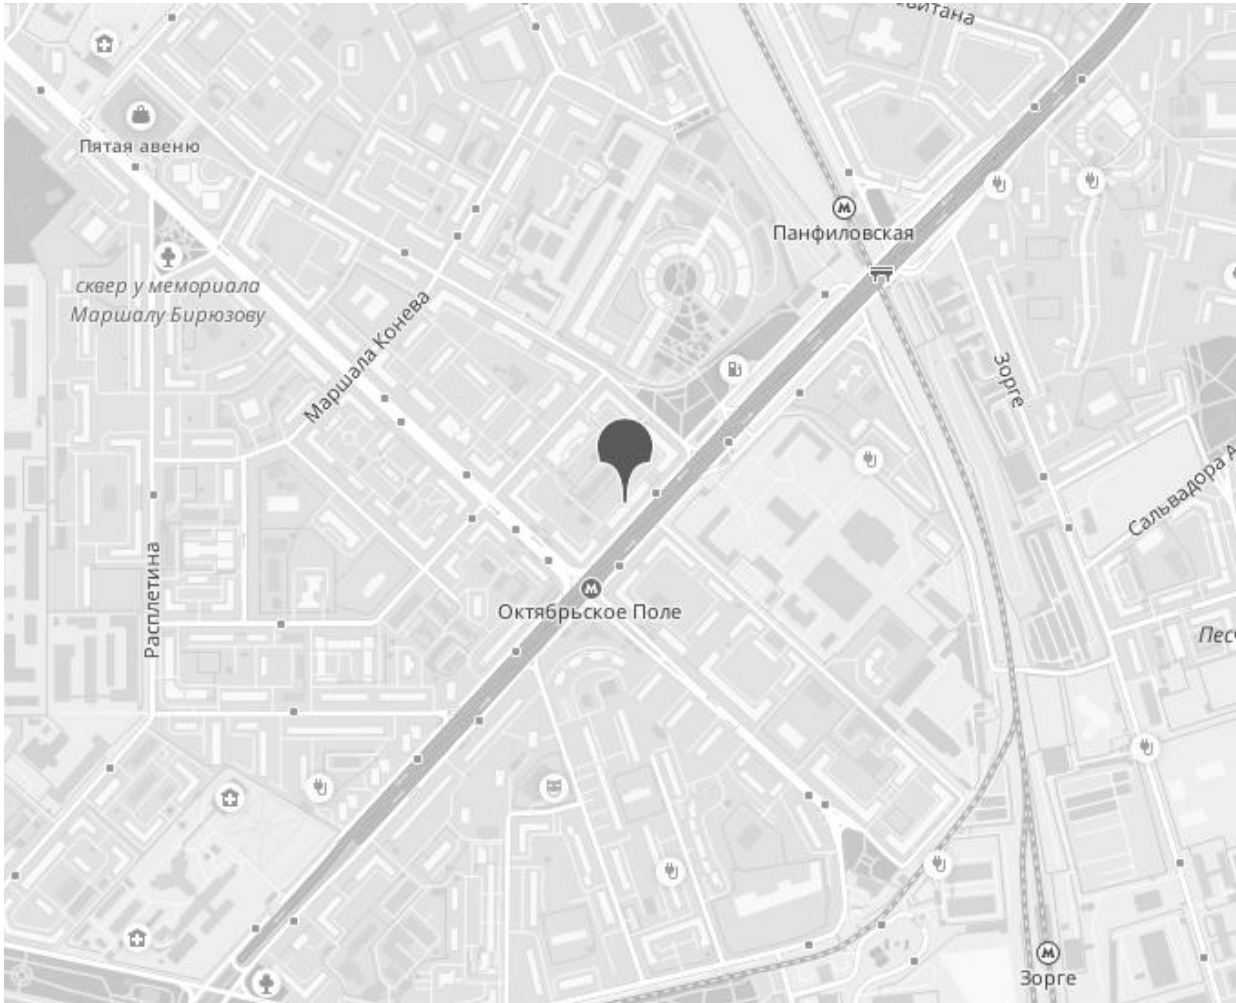 Пятая авеню
Панфиловская
сквер у мемориала
Маршалу Бирюзову
Маршала Конева
Зорге
Сальвадора
Расплетина
Октябрьское Поле
Зорге